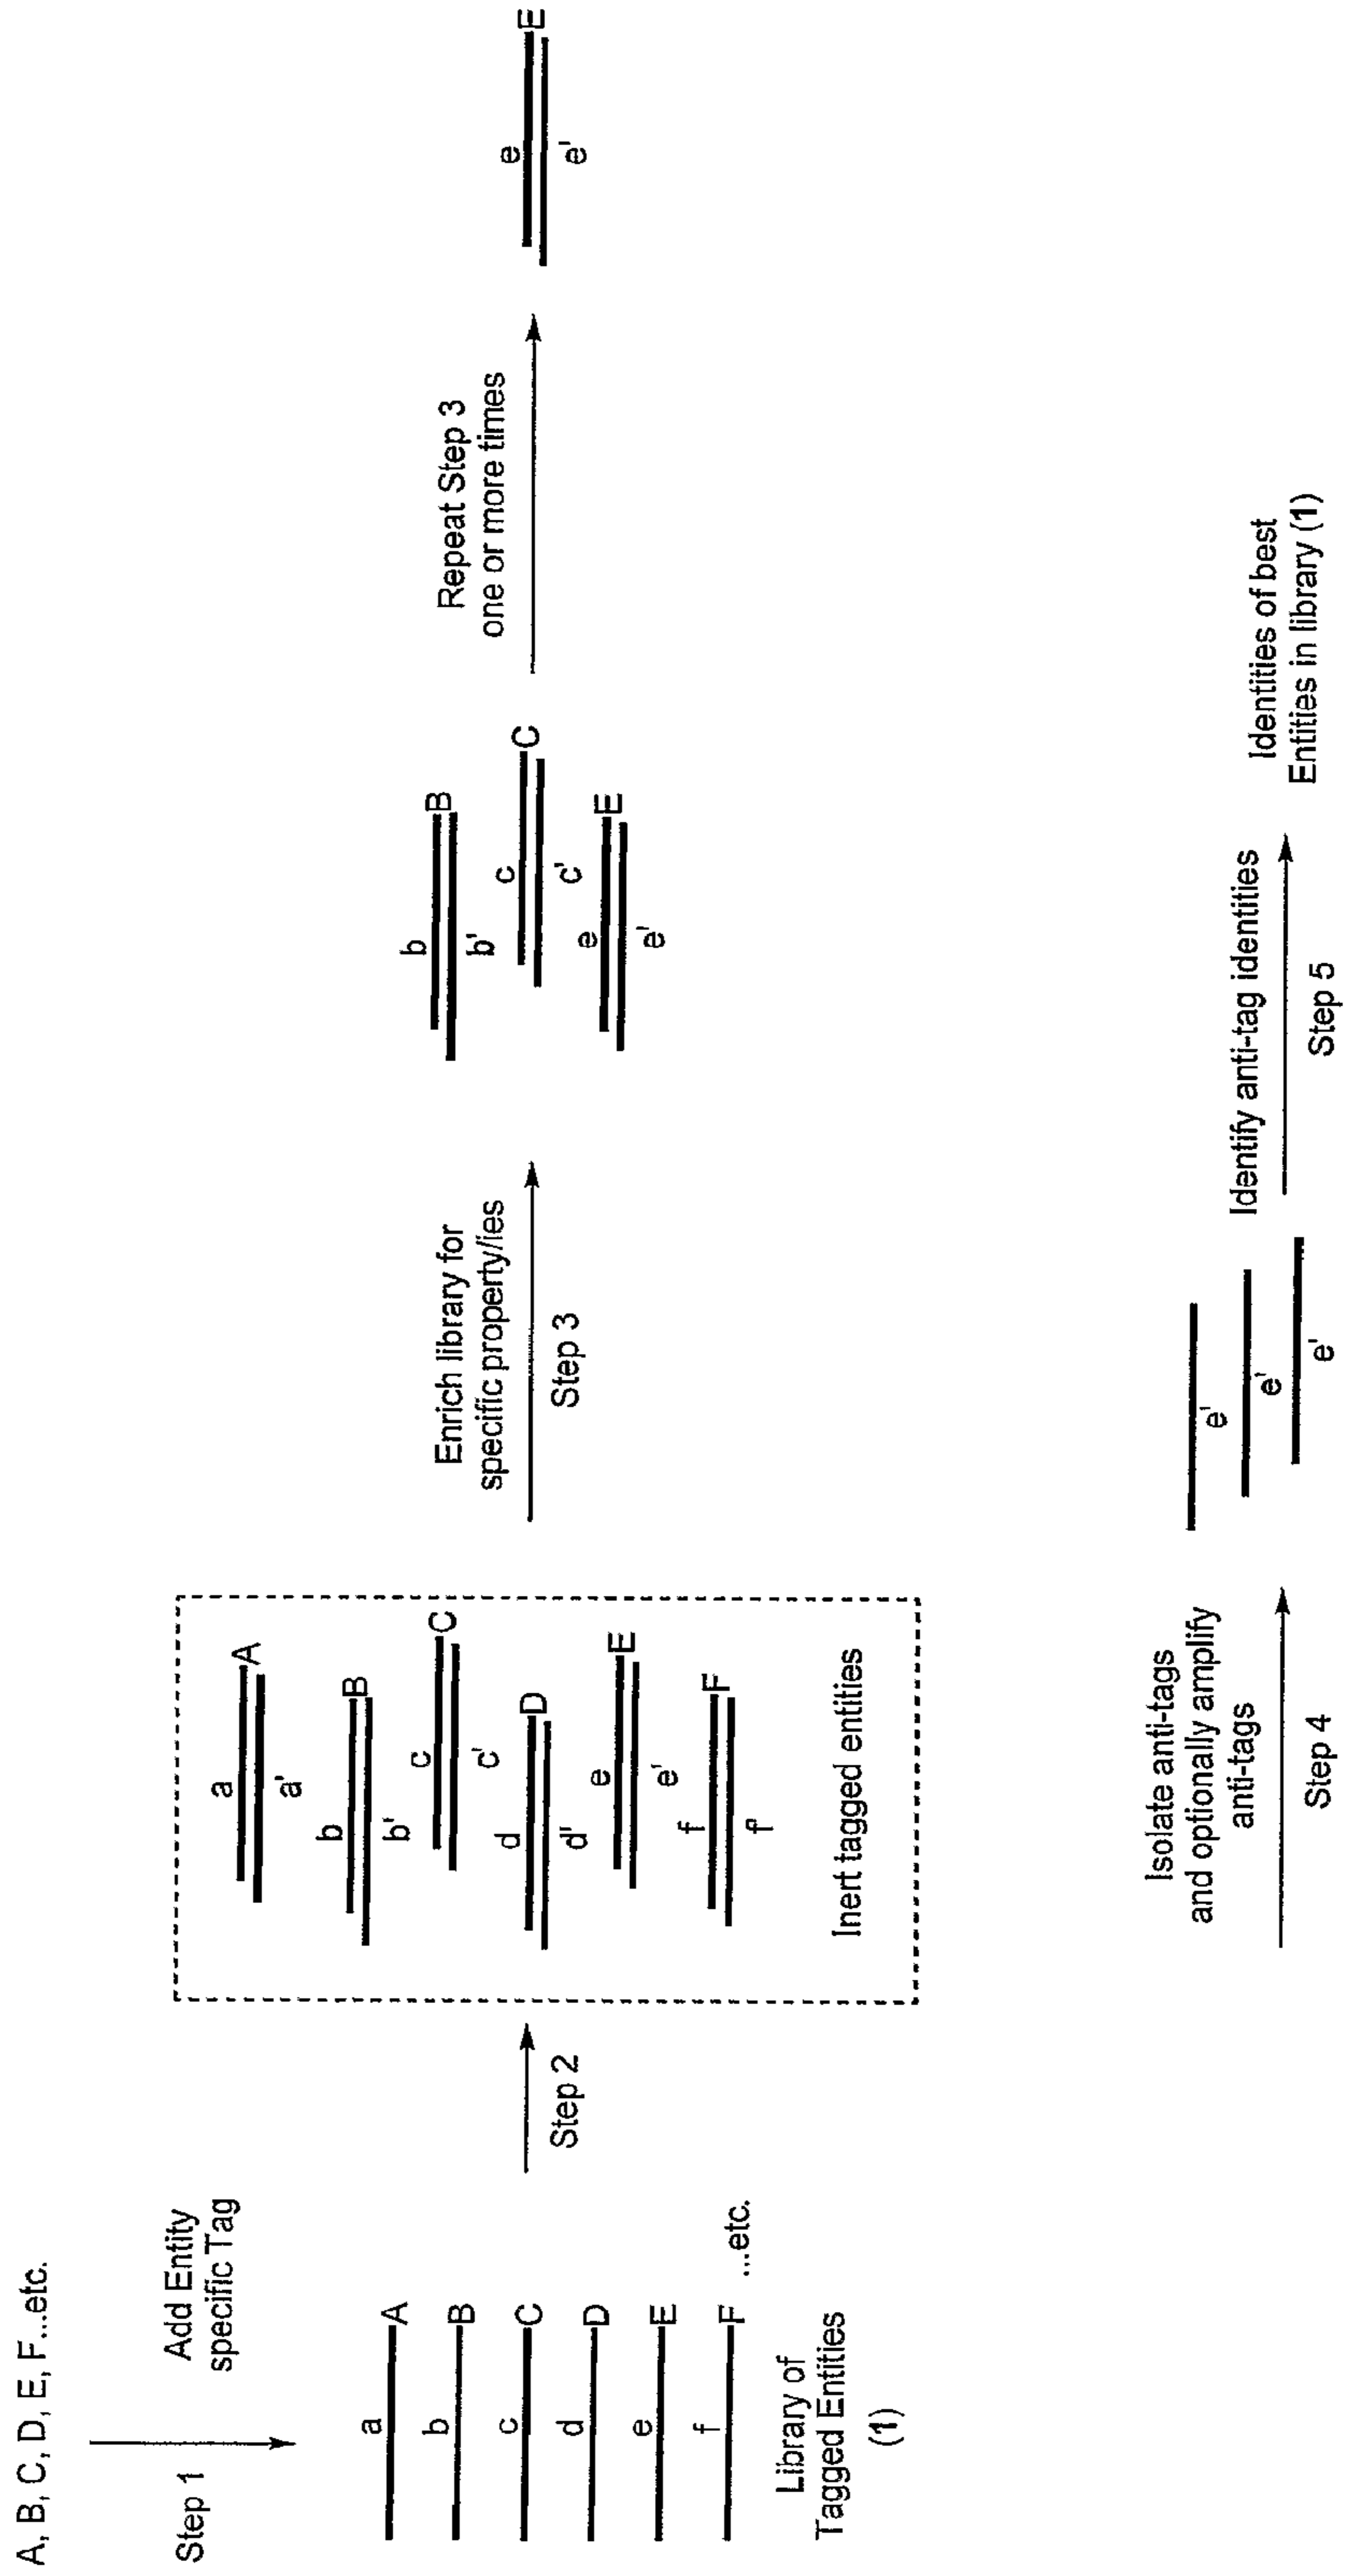 A, B, C, D, E, F...etc.
Step 1
Add Entity
specific Tag
a
A
b
B
c
C
d
D
e
E
f
F
...etc.
Library of
Tagged Entities
(1)
Step 2
a
A
a'
b
B
b'
c
C
c'
d
D
d'
e
E
e'
f
F
f'
Inert tagged entities
Enrich library for
specific property/ies
Step 3
b
B
b'
c
C
C
c'
e
E
E
e'
Repeat Step 3
one or more times
e
E
E
e'
Isolate anti-tags
and optionally amplify
anti-tags
Step 4
e'
e'
e'
Identify anti-tag identities
Step 5
Identities of best
Entities in library (1)